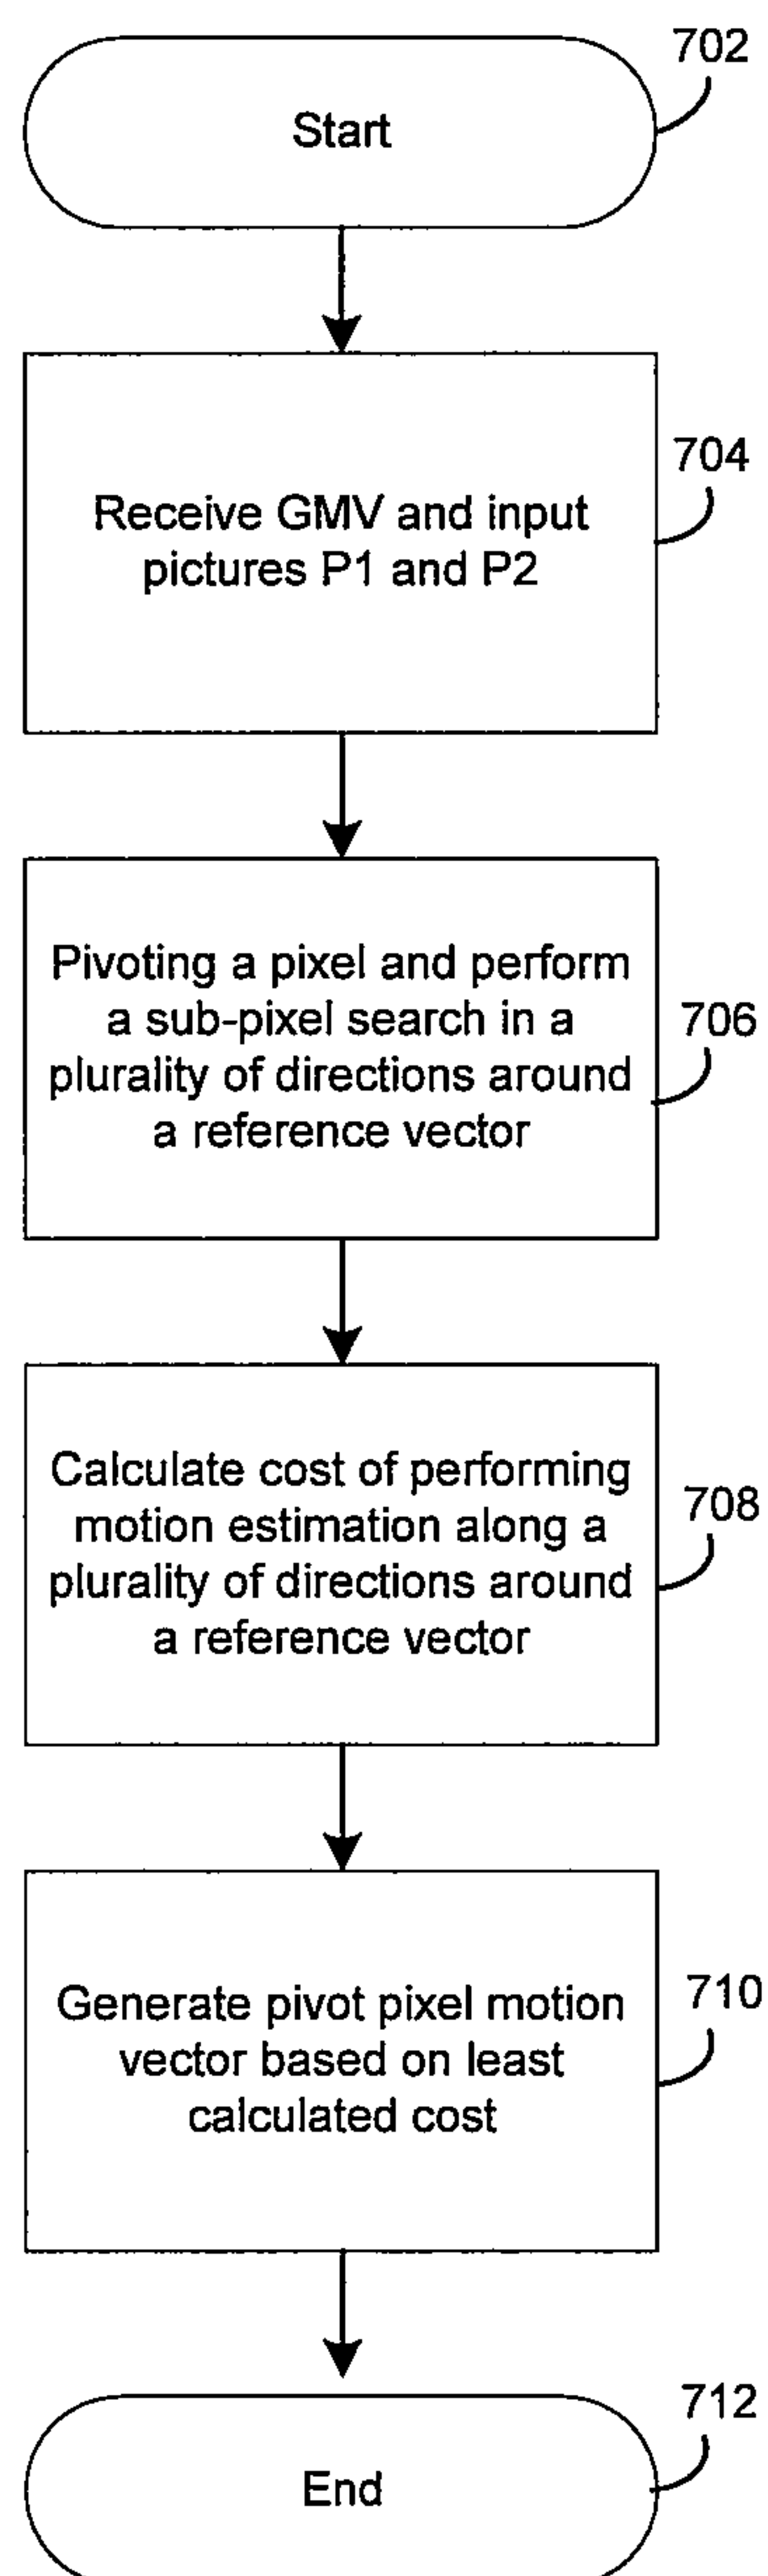 702
Start
704
Receive GMV and input
pictures P1 and P2
Pivoting a pixel and perform
a sub-pixel search in a
plurality of directions around
a reference vector
706
Calculate cost of performing
motion estimation along a
plurality of directions around
a reference vector
708
Generate pivot pixel motion
vector based on least
calculated cost
710
712
End